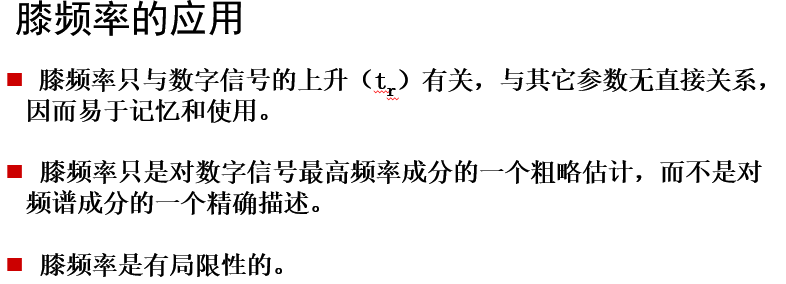 膝频率的应用
膝频率只与数字信号的上升（tr）有关，与其它参数无直接关系，
因而易于记忆和使用。
膝频率只是对数字信号最高频率成分的一个粗略估计，而不是对
频谱成分的一个精确描述。
膝频率是有局限性的。